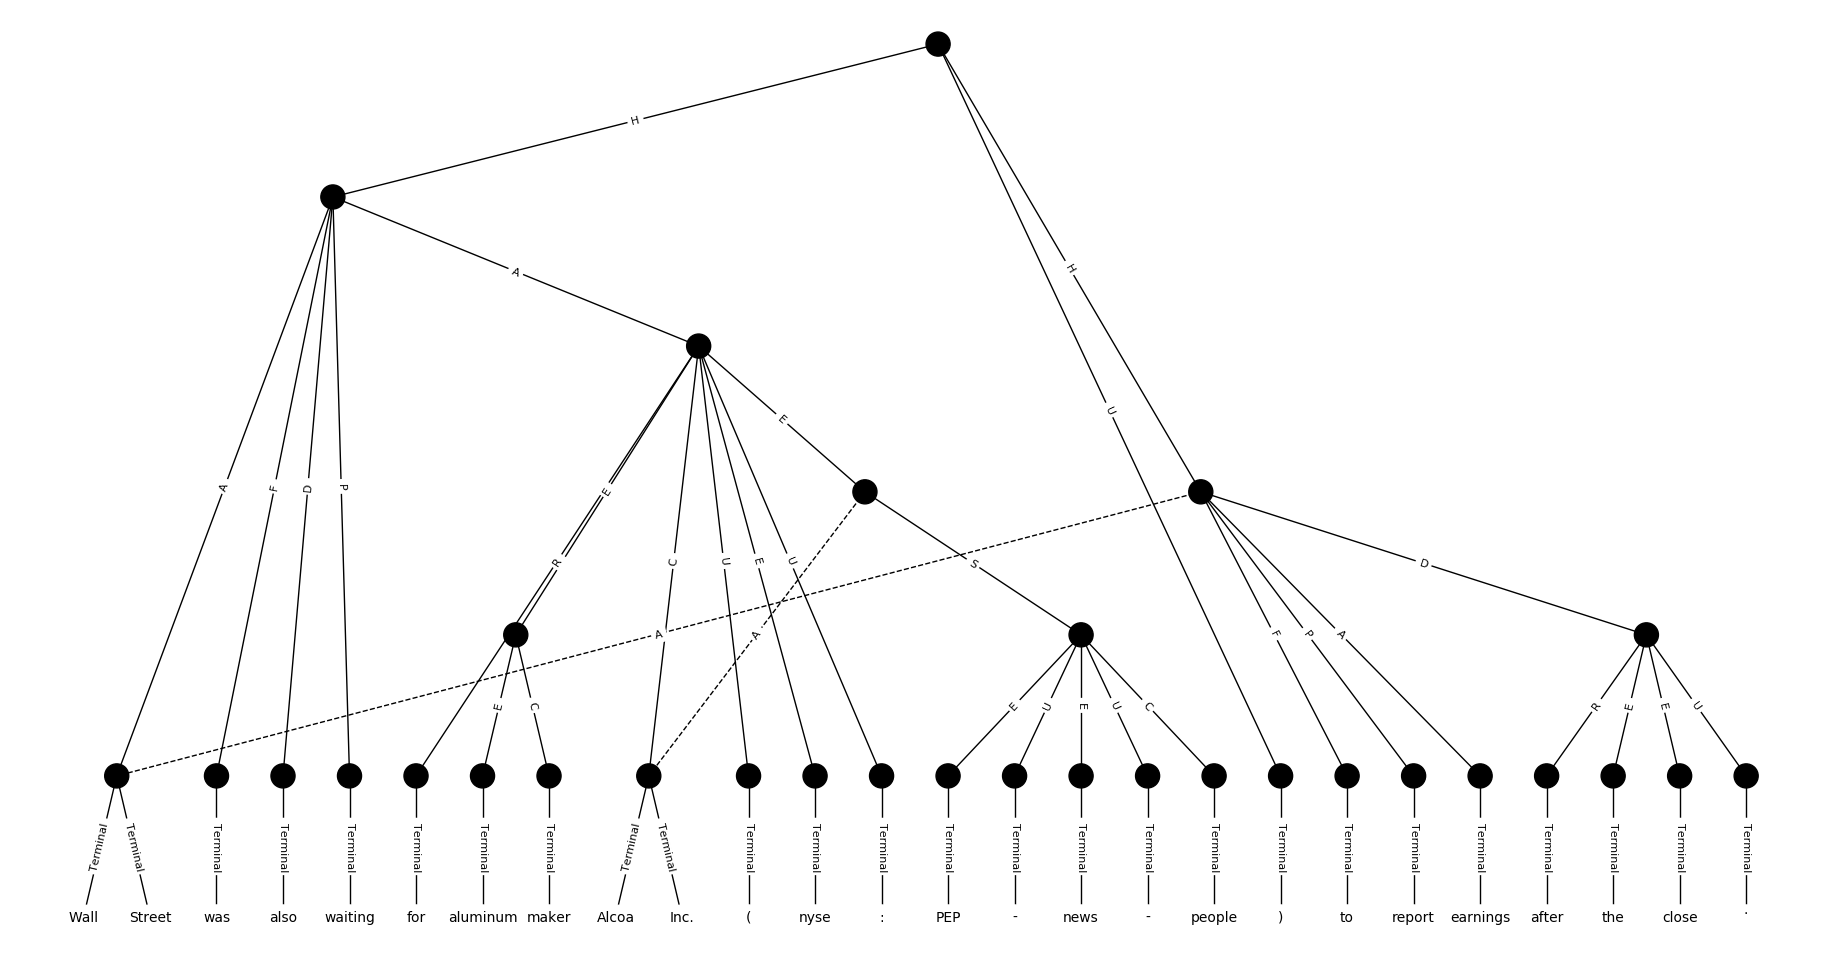 H
H
A
U
E
A
F
D
P
E
R
C
U
E
U
S
D
A
A
F
P
A
E
C
E
U
E
U
C
R
E
E
U
Terminal Terminal Terminal Terminal Terminal Terminal Terminal Terminal Terminal Terminal Terminal Terminal Terminal Terminal Terminal Terminal Terminal Terminal Terminal Terminal Terminal Terminal Terminal Terminal Terminal Terminal
Wall Street was also waiting for aluminum maker Alcoa Inc. ( nyse : PEP - news - people ) to report earnings after the close .